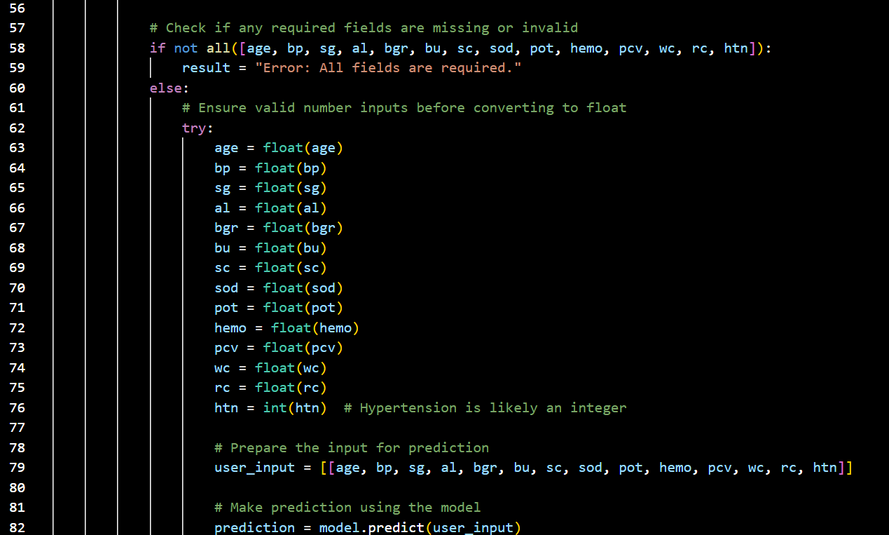 56
57 # Check if any required fields are missing or invalid
58 if not all([age, bp, sg, al, bgr, bu, sc, sod, pot, hemo, pcv, wc, rc, htn]):
59 result = "Error: All fields are required."
60 else:
61 # Ensure valid number inputs before converting to float
62 try:
63 age = float(age)
64 bp = float(bp)
65 sg = float(sg)
66 al = float(al)
67 bgr = float(bgr)
68 bu = float(bu)
69 sc = float(sc)
70 sod = float(sod)
71 pot = float(pot)
72 hemo = float(hemo)
73 pcv = float(pcv)
74 wc = float(wc)
75 rc = float(rc)
76 htn = int(htn)  # Hypertension is likely an integer
77
78 # Prepare the input for prediction
79 user_input = [[age, bp, sg, al, bgr, bu, sc, sod, pot, hemo, pcv, wc, rc, htn]]
80
81 # Make prediction using the model
82 prediction = model.predict(user_input)